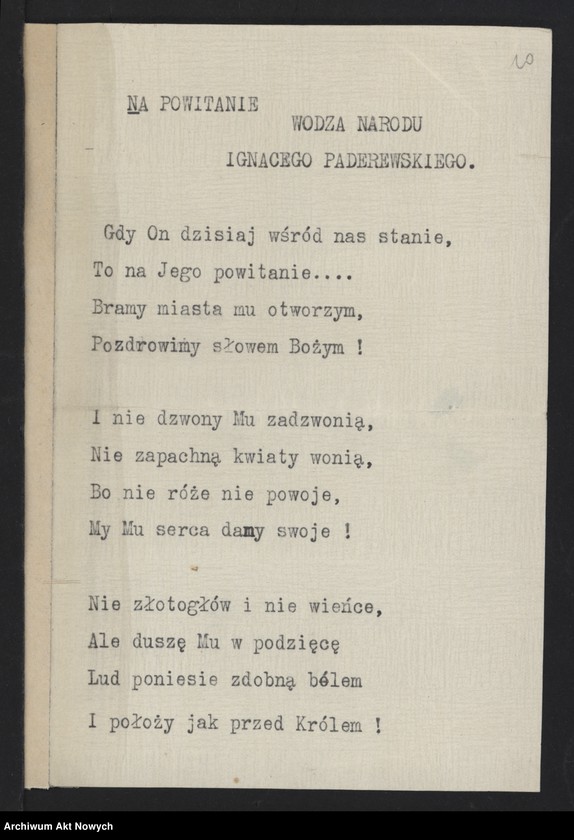 10
NA POWITANIE
WODZA NARODU
IGNACEGO PADEREWSKIEGO.
Gdy On dzisiaj wśród nas stanie,
To na Jego powitanie....
Bramy miasta mu otworzym,
Pozdrowimy słowem Bożym !
I nie dzwony Mu zadzwonią,
Nie zapachną kwiaty wonią,
Bo nie róże nie powoje,
My Mu serca damy swoje !
Nie złotogłów i nie wieńce,
Ale duszę Mu w podzięcę
Lud poniesie zdobną bólem
I położy jak przed Królem !
Archiwum Akt Nowych